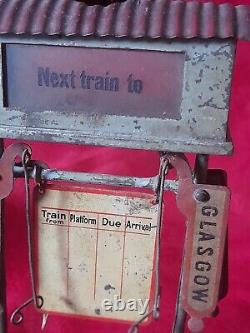 Next train to
Train from Platform Due Arrival
GLASGOW